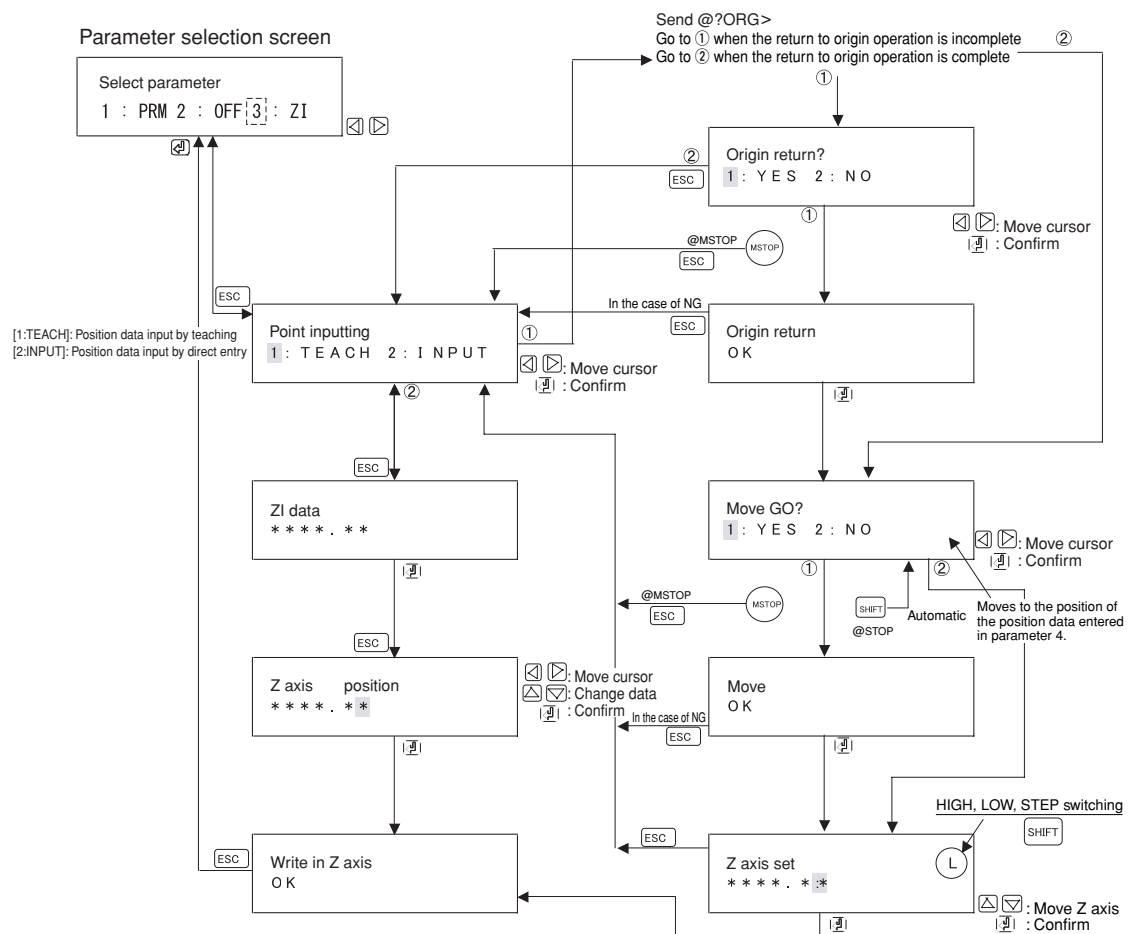 Send @?ORG>
Go to ① when the return to origin operation is incomplete
②
Go to ② when the return to origin operation is complete
①
Parameter selection screen
Select parameter
1 : PRM 2 : OFF 3 : ZI
Origin return?
1: YES 2: NO
②
ESC
①
: Move cursor
: Confirm
@MSTOP
ESC
MSTOP
ESC
In the case of NG
ESC
[1:TEACH]: Position data input by teaching
[2:INPUT]: Position data input by direct entry
Point inputting
1: TEACH 2: INPUT
①
: Move cursor
: Confirm
②
Origin return
OK
ESC
ZI data
****.**
Move GO?
1: YES 2: NO
: Move cursor
: Confirm
①
②
@MSTOP
ESC
MSTOP
SHIFT
@STOP
Automatic
Moves to the position of
the position data entered
in parameter 4.
ESC
Z axis position
****.**
: Move cursor
: Change data
: Confirm
In the case of NG
ESC
Move
OK
HIGH, LOW, STEP switching
SHIFT
ESC
Write in Z axis
OK
ESC
Z axis set
****.*:*
L
: Move Z axis
: Confirm